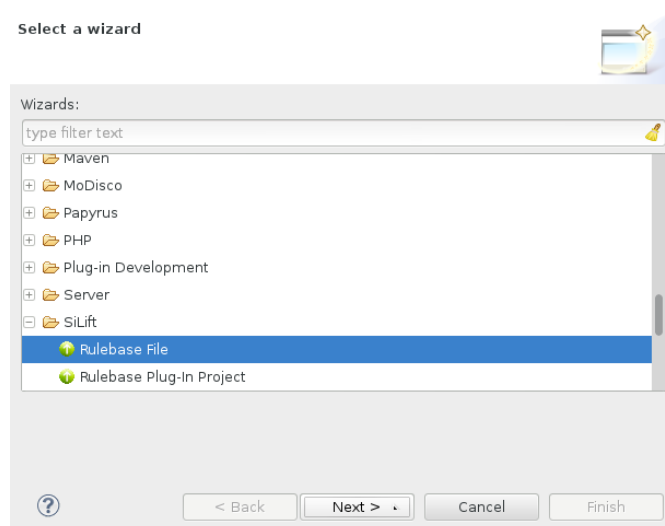 Select a wizard
Wizards:
type filter text
Maven
MoDisco
Papyrus
PHP
Plug-in Development
Server
SiLift
Rulebase File
Rulebase Plug-In Project
? < Back Next > Cancel Finish